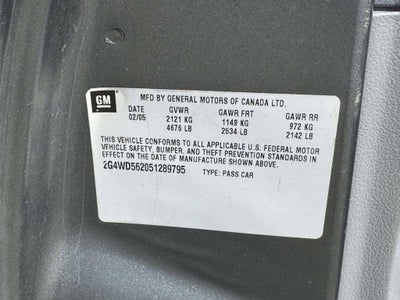 GM
MFD BY GENERAL MOTORS OF CANADA LTD.
DATE GVWR GAWR FRT GAWR RR
02/05 2121 KG 1149 KG 972 KG
4676 LB 2534 LB 2142 LB
THIS VEHICLE CONFORMS TO ALL APPLICABLE U.S. FEDERAL MOTOR
VEHICLE SAFETY, BUMPER, AND THEFT PREVENTION STANDARDS IN
EFFECT ON THE DATE OF MANUFACTURE SHOWN ABOVE.
2G4WD562051289795 TYPE: PASS CAR